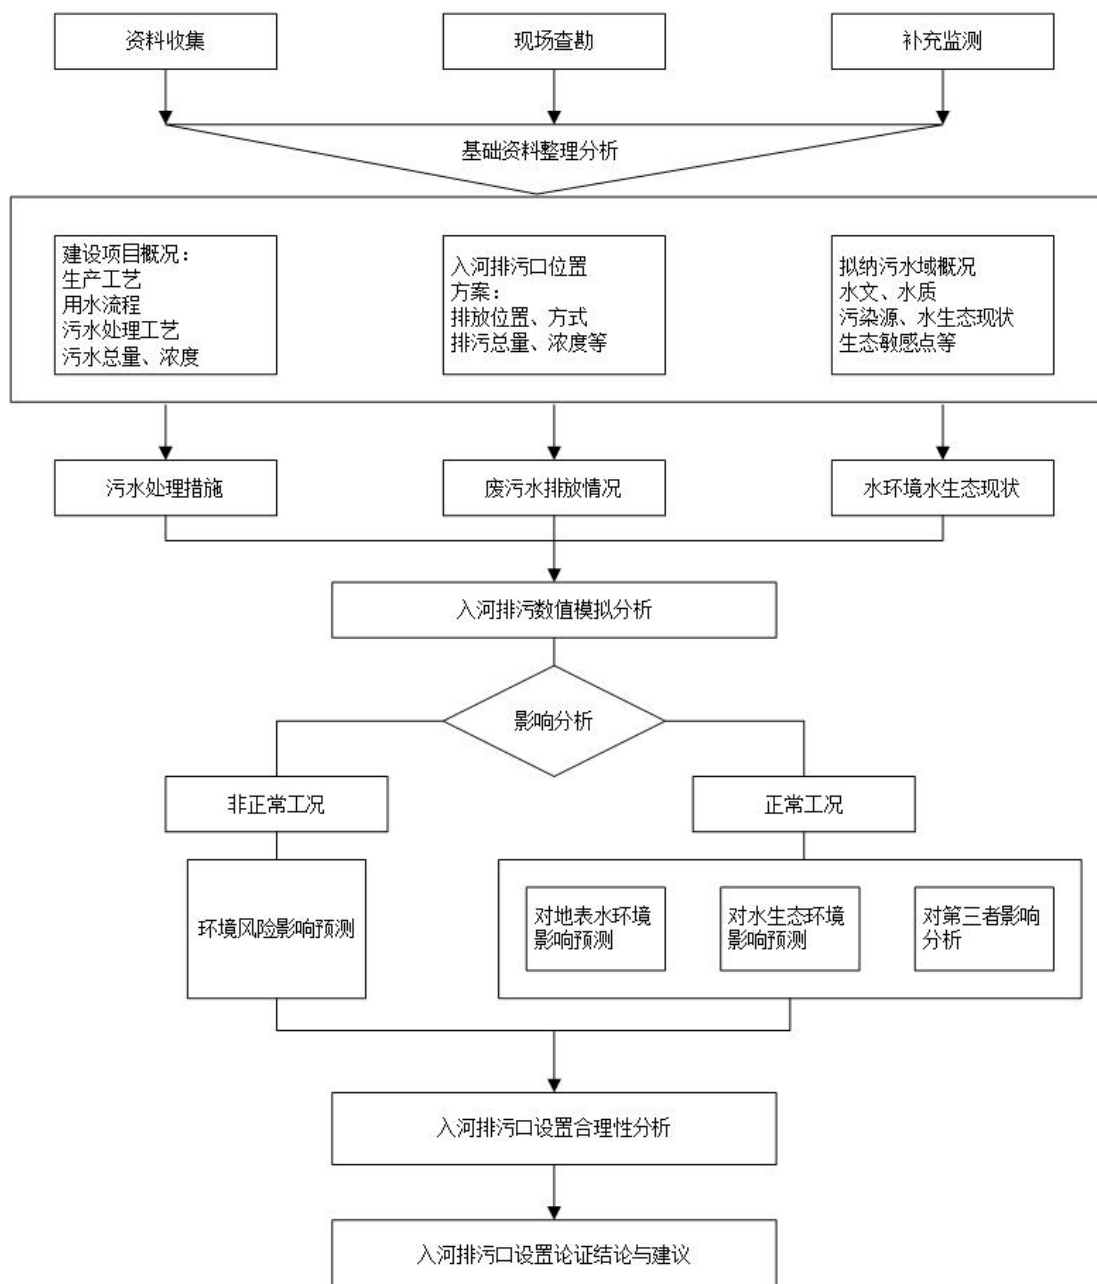 资料收集
现场查勘
补充监测
基础资料整理分析
建设项目概况：
生产工艺
用水流程
污水处理工艺
污水总量、浓度
入河排污口位置
方案：
排放位置、方式
排污总量、浓度等
拟纳污水域概况
水文、水质
污染源、水生态现状
生态敏感点等
污水处理措施
废污水排放情况
水环境水生态现状
入河排污数值模拟分析
影响分析
非正常工况
正常工况
环境风险影响预测
对地表水环境
影响预测
对水生态环境
影响预测
对第三者影响
分析
入河排污口设置合理性分析
入河排污口设置论证结论与建议